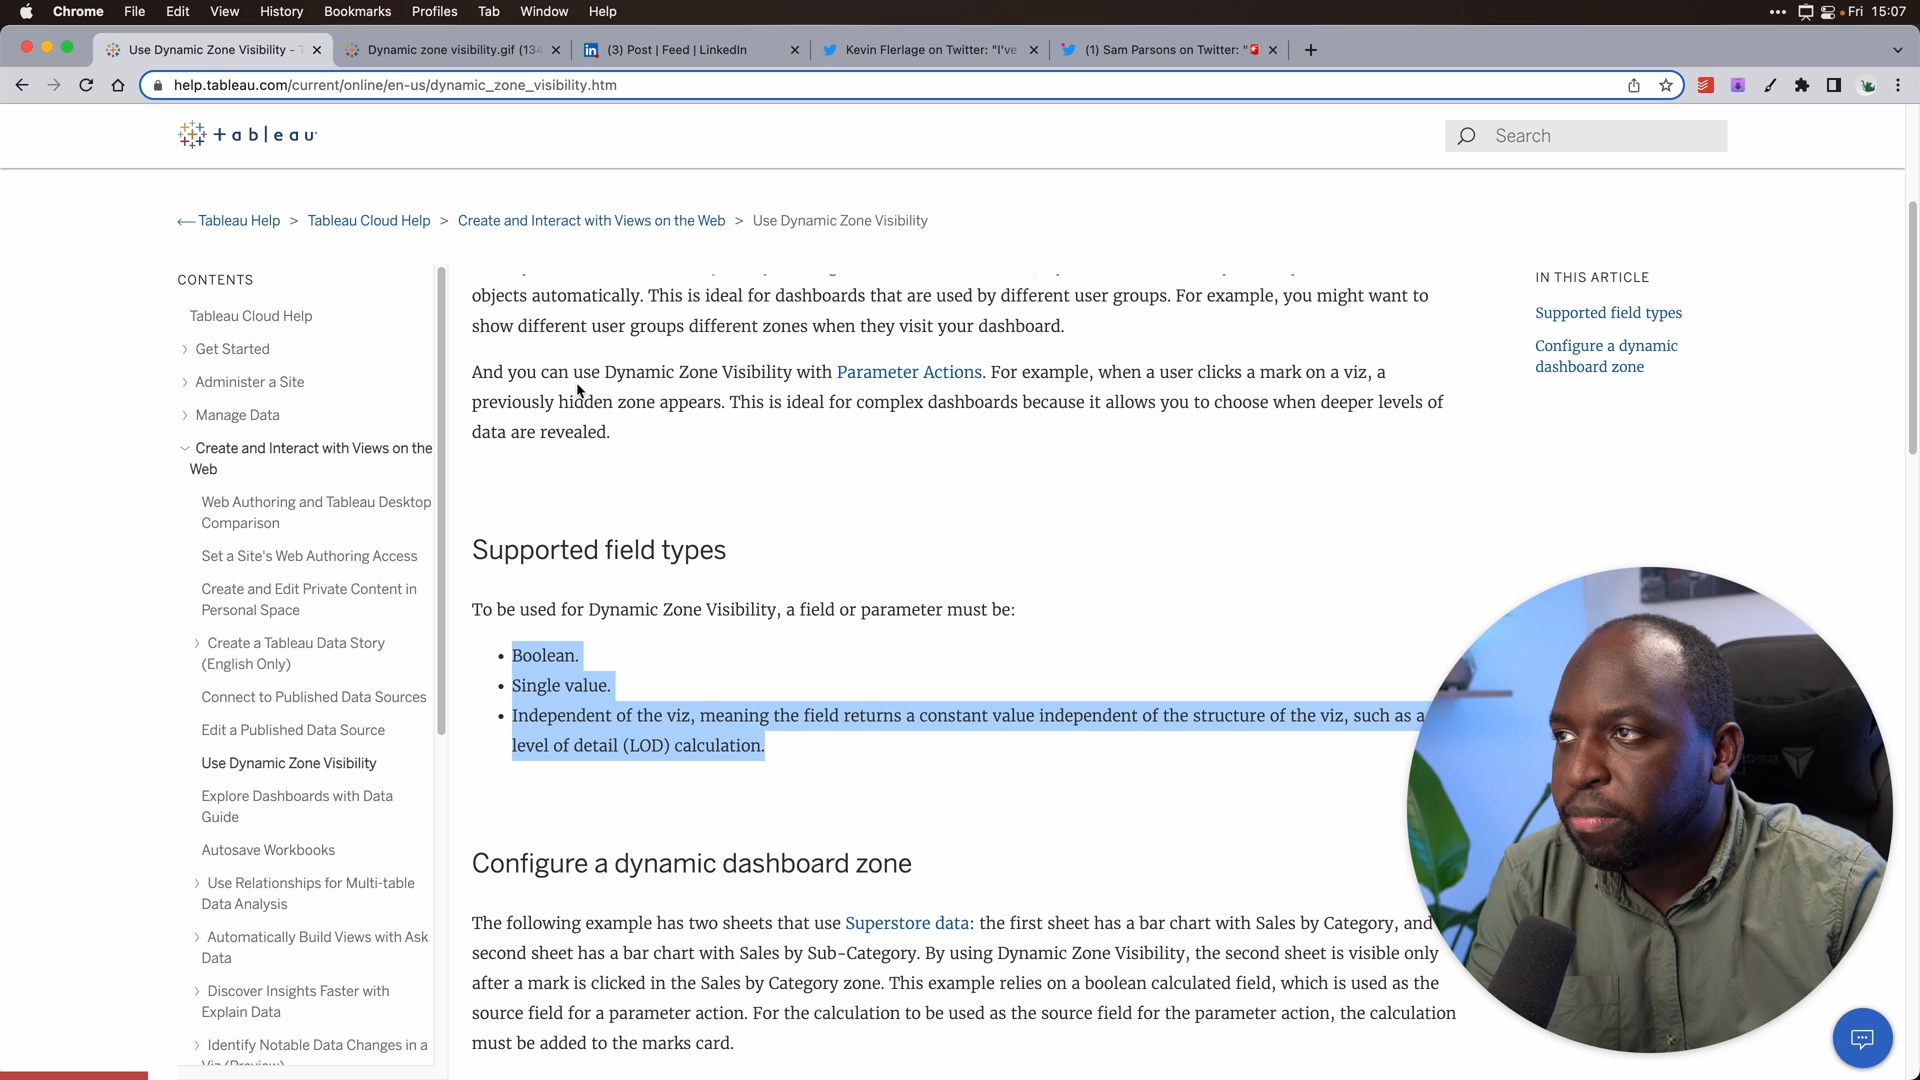 Chrome File Edit View History Bookmarks Profiles Tab Window Help
Fri 15:07
Use Dynamic Zone Visibility -
Dynamic zone visibility.gif (134
(3) Post | Feed | LinkedIn
Kevin Flerlage on Twitter: "I've
(1) Sam Parsons on Twitter: "
help.tableau.com/current/online/en-us/dynamic_zone_visibility.htm
tableau
Search
Tableau Help > Tableau Cloud Help > Create and Interact with Views on the Web > Use Dynamic Zone Visibility
CONTENTS
Tableau Cloud Help
Get Started
Administer a Site
Manage Data
Create and Interact with Views on the
Web
Web Authoring and Tableau Desktop
Comparison
Set a Site's Web Authoring Access
Create and Edit Private Content in
Personal Space
Create a Tableau Data Story
(English Only)
Connect to Published Data Sources
Edit a Published Data Source
Use Dynamic Zone Visibility
Explore Dashboards with Data
Guide
Autosave Workbooks
Use Relationships for Multi-table
Data Analysis
Automatically Build Views with Ask
Data
Discover Insights Faster with
Explain Data
Identify Notable Data Changes in a
Viz (Preview)
objects automatically. This is ideal for dashboards that are used by different user groups. For example, you might want to
show different user groups different zones when they visit your dashboard.
And you can use Dynamic Zone Visibility with Parameter Actions. For example, when a user clicks a mark on a viz, a
previously hidden zone appears. This is ideal for complex dashboards because it allows you to choose when deeper levels of
data are revealed.
Supported field types
To be used for Dynamic Zone Visibility, a field or parameter must be:
• Boolean.
• Single value.
• Independent of the viz, meaning the field returns a constant value independent of the structure of the viz, such as a
level of detail (LOD) calculation.
Configure a dynamic dashboard zone
The following example has two sheets that use Superstore data: the first sheet has a bar chart with Sales by Category, and
second sheet has a bar chart with Sales by Sub-Category. By using Dynamic Zone Visibility, the second sheet is visible only
after a mark is clicked in the Sales by Category zone. This example relies on a boolean calculated field, which is used as the
source field for a parameter action. For the calculation to be used as the source field for the parameter action, the calculation
must be added to the marks card.
IN THIS ARTICLE
Supported field types
Configure a dynamic
dashboard zone